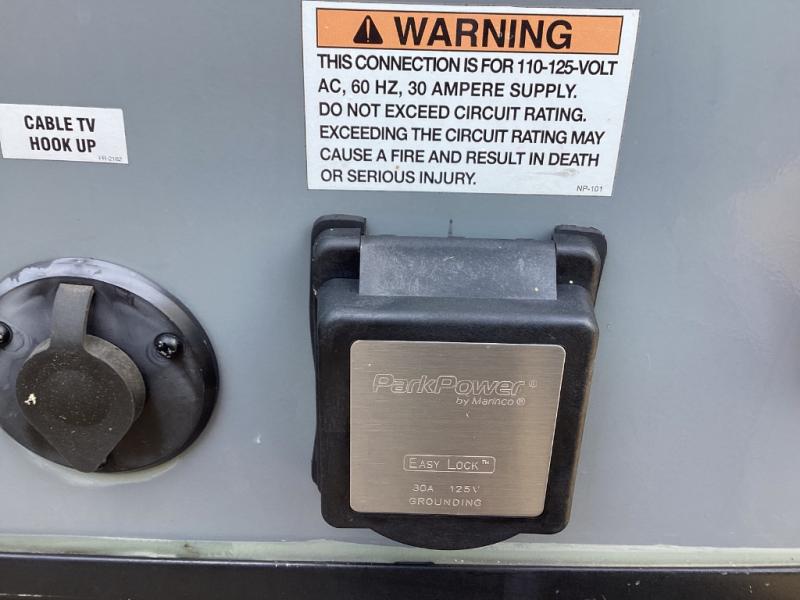 WARNING
THIS CONNECTION IS FOR 110-125-VOLT
AC, 60 HZ, 30 AMPERE SUPPLY.
DO NOT EXCEED CIRCUIT RATING.
EXCEEDING THE CIRCUIT RATING MAY
CAUSE A FIRE AND RESULT IN DEATH
OR SERIOUS INJURY.
NP-101
CABLE TV
HOOK UP
FR-2182
ParkPower®
by Marinco®
EASY LOCK™
30A 125V
GROUNDING